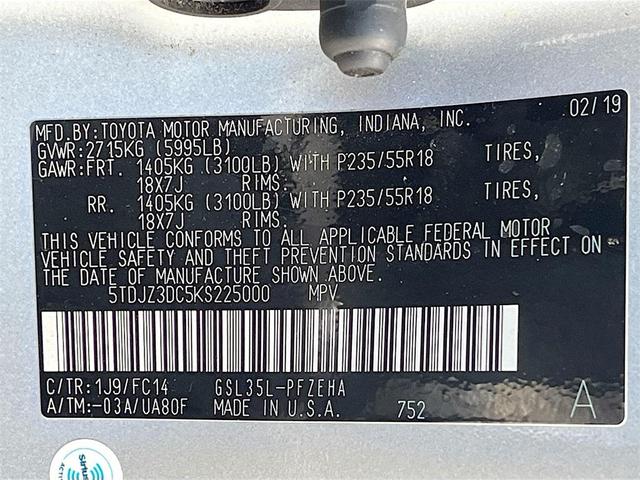 MFD.BY:TOYOTA MOTOR MANUFACTURING, INDIANA, INC. 02/19
GVWR:2715KG (5995LB)
GAWR:FRT. 1405KG (3100LB) WITH P235/55R18 TIRES,
18X7J RIMS.
RR. 1405KG (3100LB) WITH P235/55R18 TIRES,
18X7J RIMS.
THIS VEHICLE CONFORMS TO ALL APPLICABLE FEDERAL MOTOR
VEHICLE SAFETY AND THEFT PREVENTION STANDARDS IN EFFECT ON
THE DATE OF MANUFACTURE SHOWN ABOVE.
5TDJZ3DC5KS225000 MPV
C/TR:1J9/FC14 GSL35L-PFZEHA
A/TM:-03A/UA80F MADE IN U.S.A. 752 A